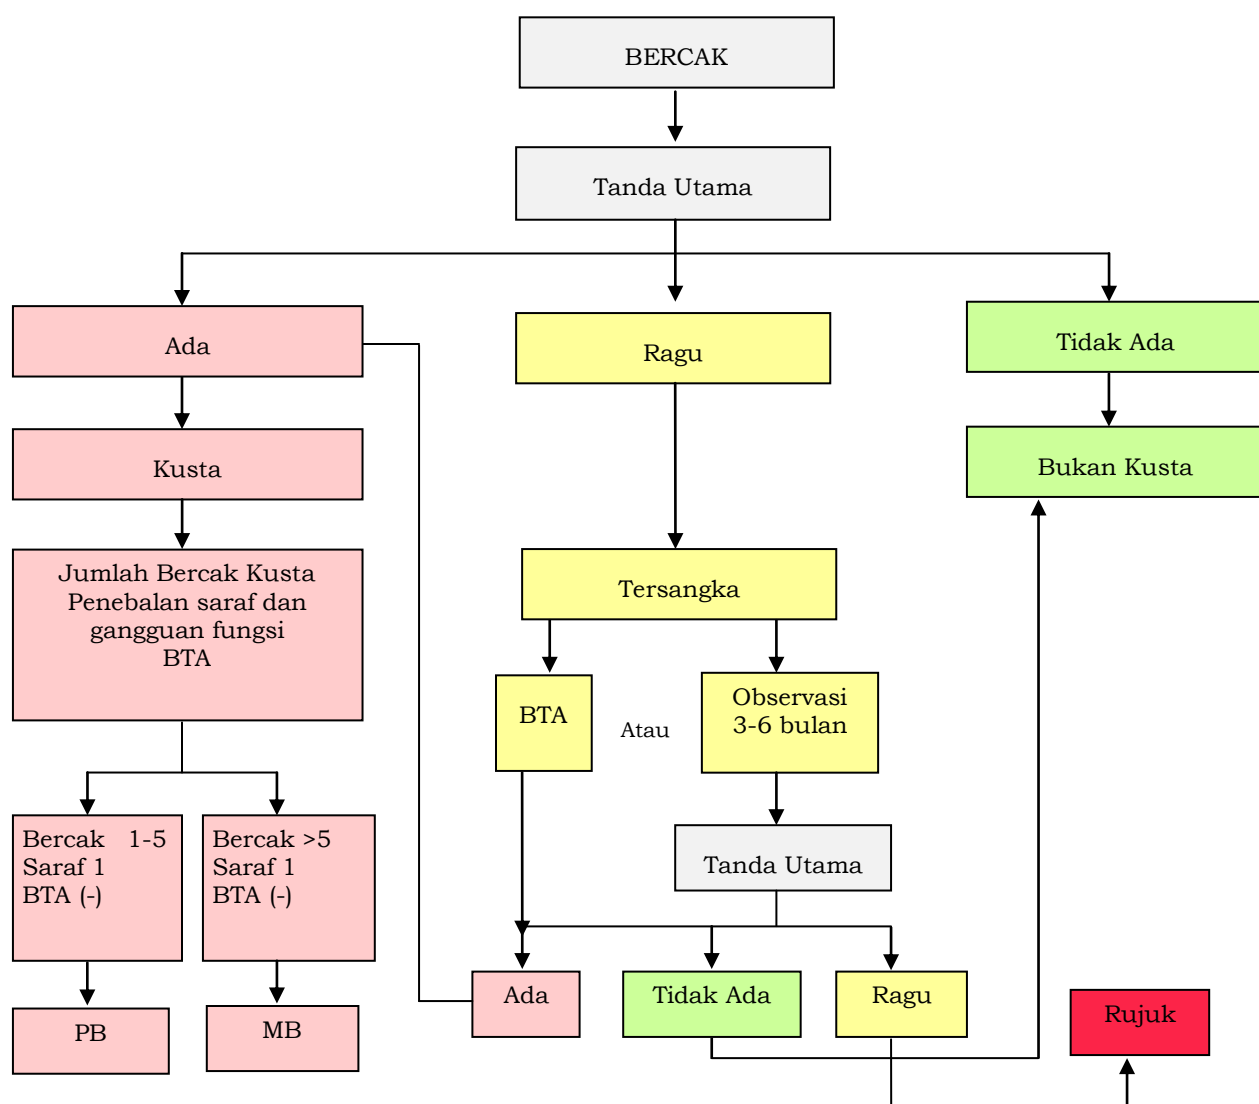 BERCAK
Tanda Utama
Ada
Ragu
Tidak Ada
Kusta
Bukan Kusta
Jumlah Bercak Kusta
Penebalan saraf dan
gangguan fungsi
BTA
Tersangka
BTA
Atau
Observasi
3-6 bulan
Bercak 1-5
Saraf 1
BTA (-)
Bercak >5
Saraf 1
BTA (-)
Tanda Utama
PB
MB
Ada
Tidak Ada
Ragu
Rujuk